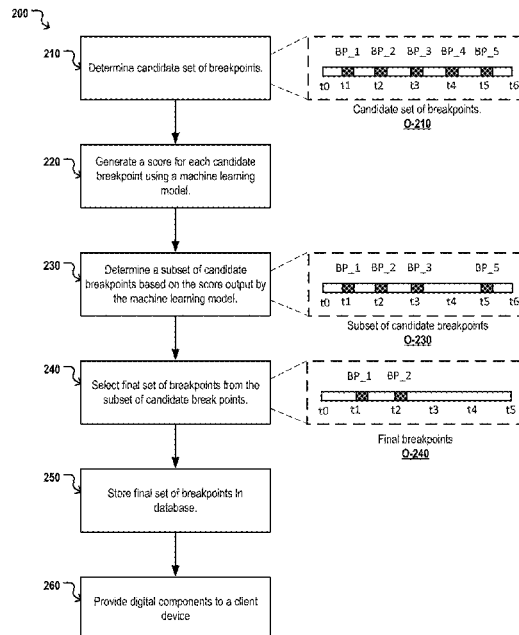 200
210
Determine candidate set of breakpoints.
BP_1 BP_2 BP_3 BP_4 BP_5
t0 t1 t2 t3 t4 t5 t6
Candidate set of breakpoints.
O-210
220
Generate a score for each candidate
breakpoint using a machine learning
model.
230
Determine a subset of candidate
breakpoints based on the score output by
the machine learning model.
BP_1 BP_2 BP_3 BP_5
t0 t1 t2 t3 t4 t5 t6
Subset of candidate breakpoints
O-230
240
Select final set of breakpoints from the
subset of candidate break points.
BP_1 BP_2
t0 t1 t2 t3 t4 t5
Final breakpoints
O-240
250
Store final set of breakpoints in
database.
260
Provide digital components to a client
device